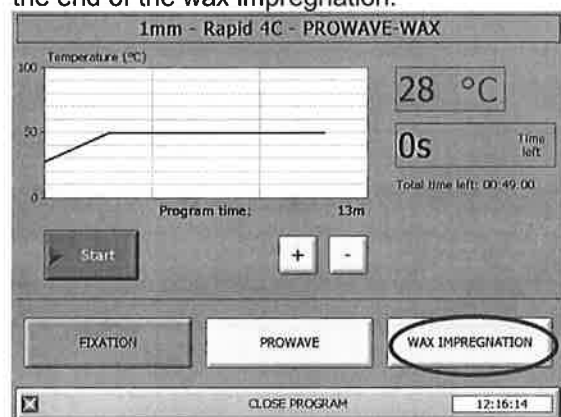 the end of the wax impregnation.
1mm - Rapid 4C - PROWAVE-WAX
Temperature (ºC)
100
50
0
Program time: 13m
28 °C
0s Time left
Total time left: 00:49:00
Start
+ -
FIXATION PROWAVE WAX IMPREGNATION
CLOSE PROGRAM 12:16:14